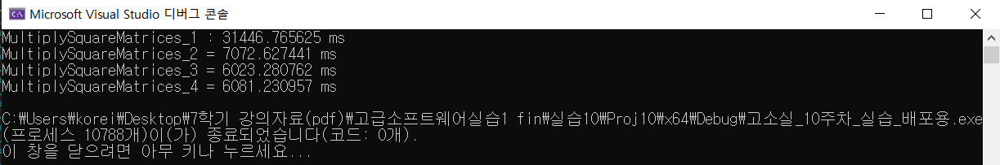 Microsoft Visual Studio 디버그 콘솔
MultiplySquareMatrices_1 : 31446.765625 ms
MultiplySquareMatrices_2 = 7072.627441 ms
MultiplySquareMatrices_3 = 6023.280762 ms
MultiplySquareMatrices_4 = 6081.230957 ms
C:₩Users₩korei₩Desktop₩7학기 강의자료(pdf)₩고급소프트웨어실습1 fin₩실습10₩Proj10₩x64₩Debug₩고소실_10주차_실습_배포용.exe
(프로세스 10788개)이(가) 종료되었습니다(코드: 0개).
이 창을 닫으려면 아무 키나 누르세요...